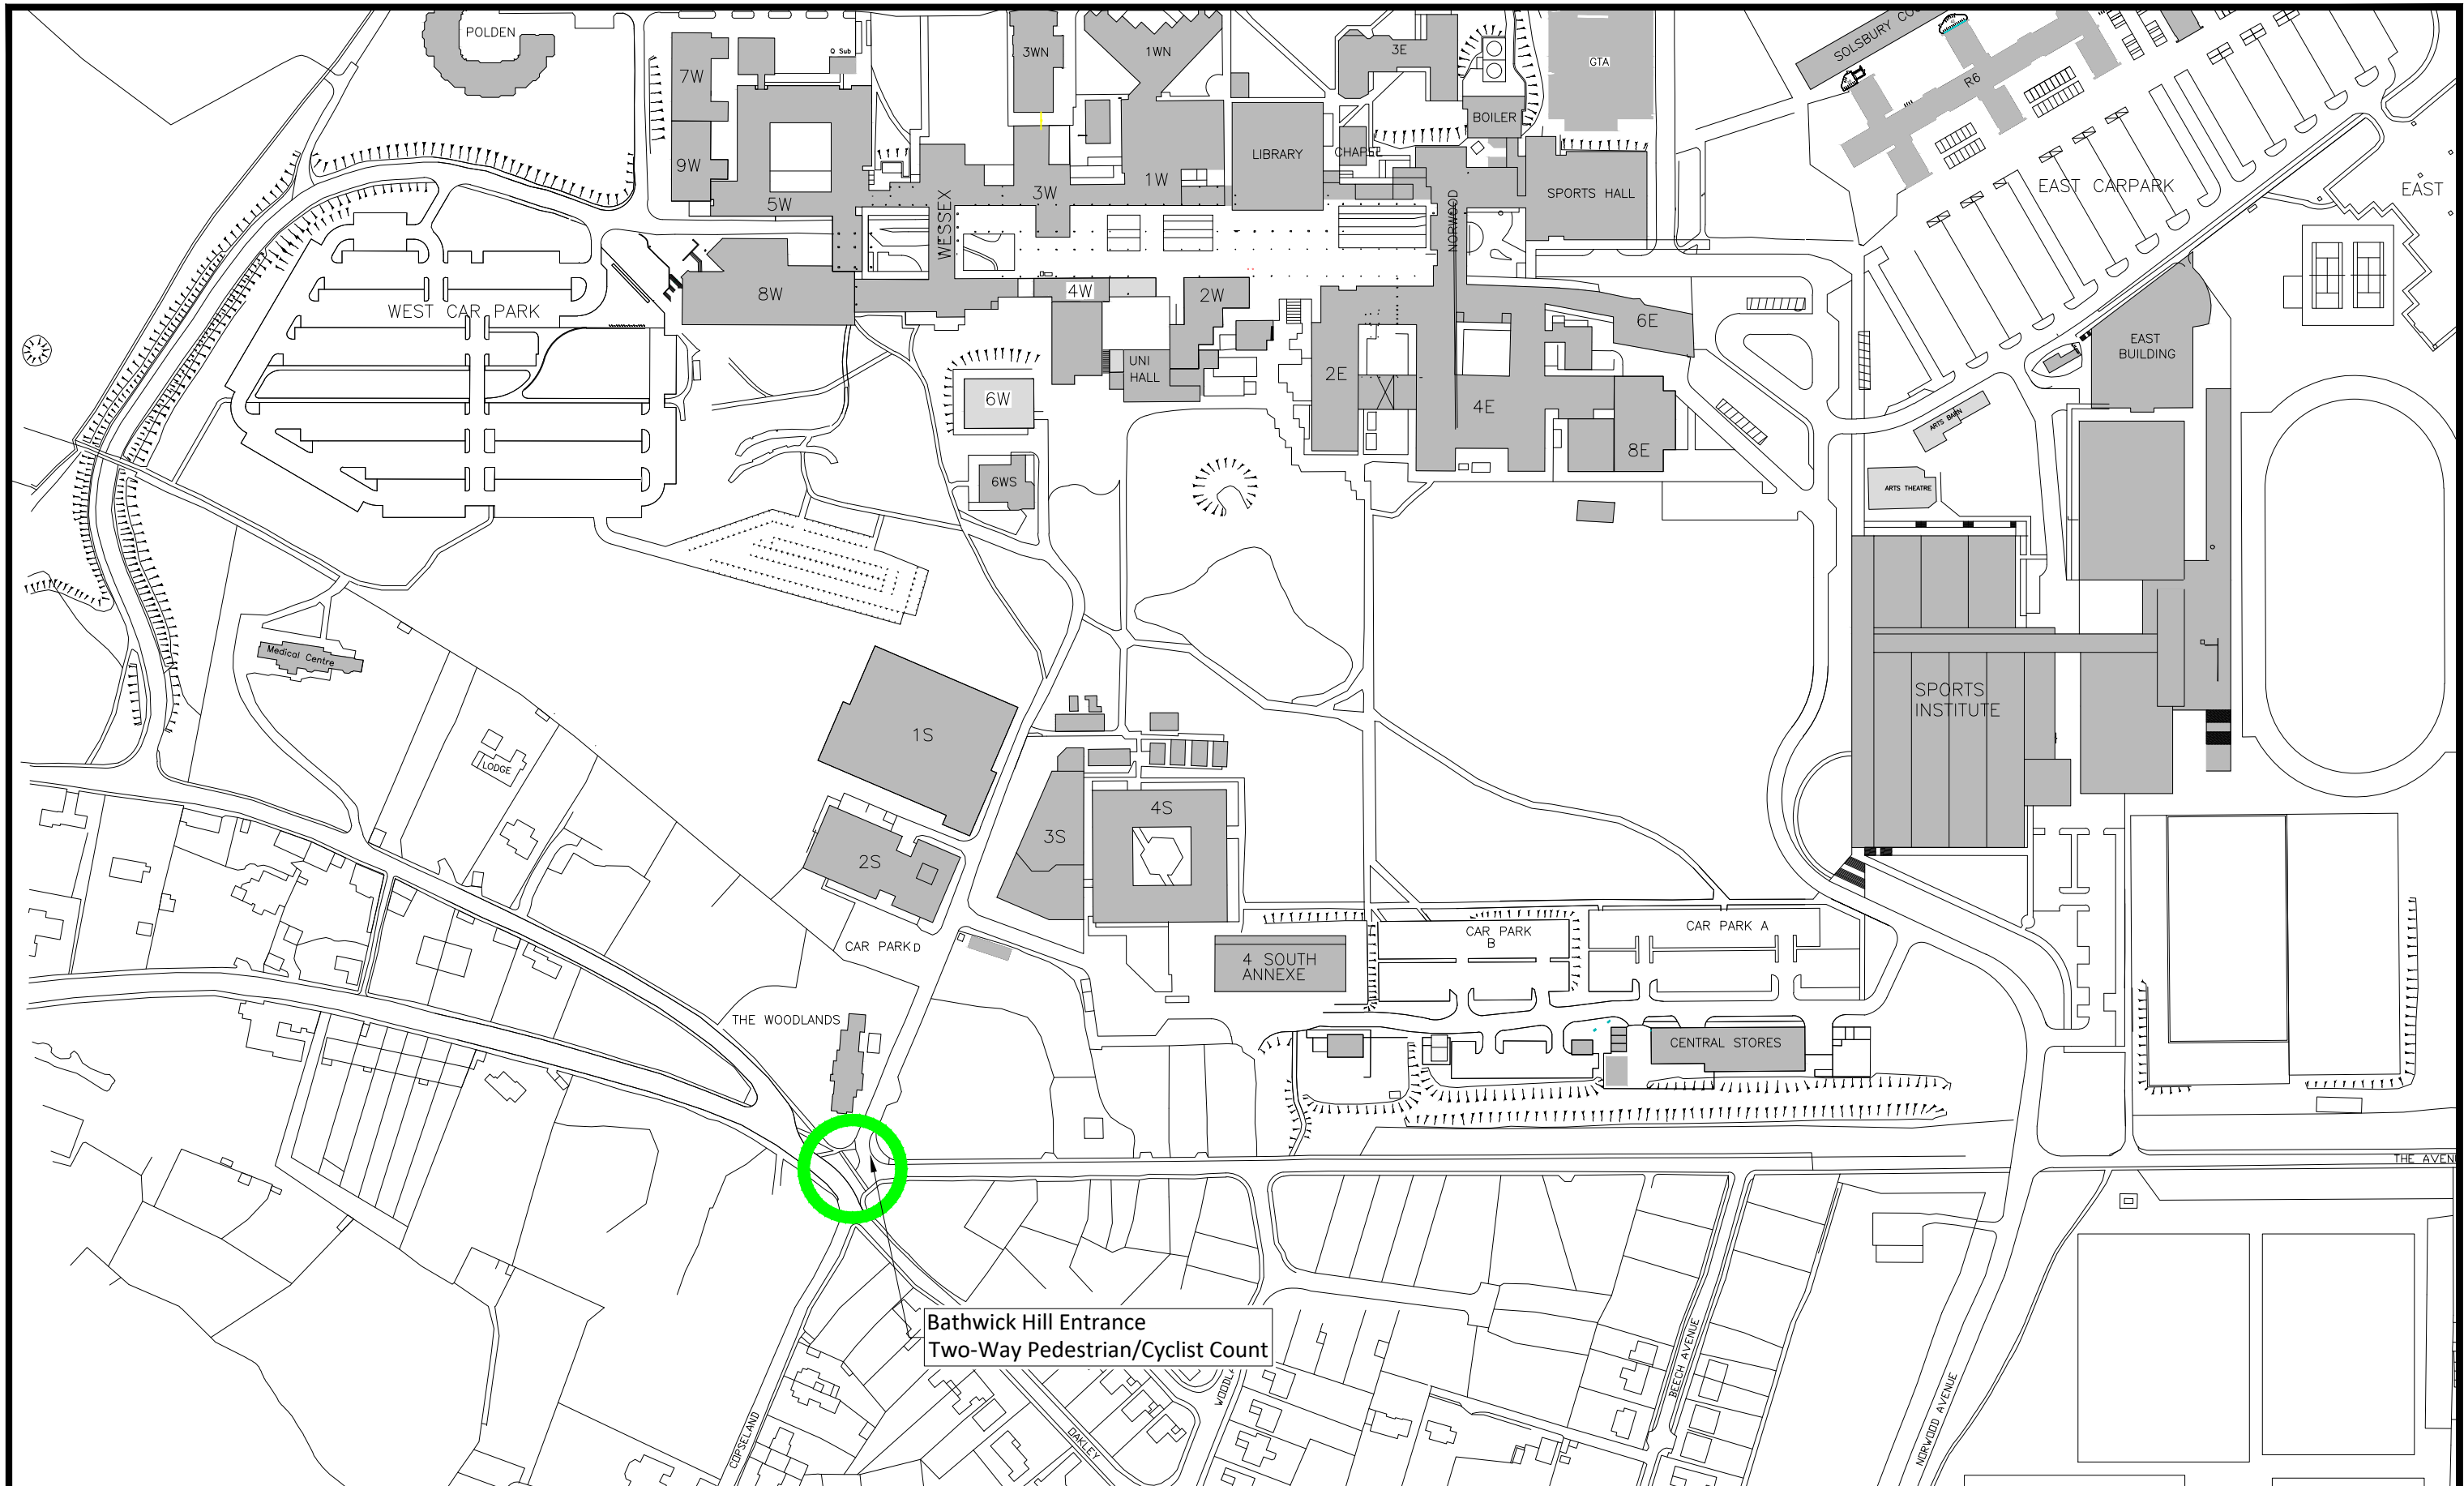 POLDEN
7W
Q Sub
3WN
1WN
3E
GTA
SOLSBURY
R6
BOILER
9W
LIBRARY
CHAPEL
5W
WESSEX
3W
1W
NORWOOD
SPORTS HALL
EAST CARPARK
EAST
8W
4W
2W
WEST CAR PARK
6E
EAST
BUILDING
UNI
HALL
2E
6W
4E
ARTS BARN
8E
6WS
ARTS THEATRE
Medical Centre
SPORTS
INSTITUTE
1S
LODGE
4S
3S
2S
CAR PARK D
CAR PARK
B
CAR PARK A
4 SOUTH
ANNEXE
THE WOODLANDS
CENTRAL STORES
THE AVEN
Bathwick Hill Entrance
Two-Way Pedestrian/Cyclist Count
COPSELAND
OAKLEY
WOODLA
BEECH AVENUE
NORWOOD AVENUE